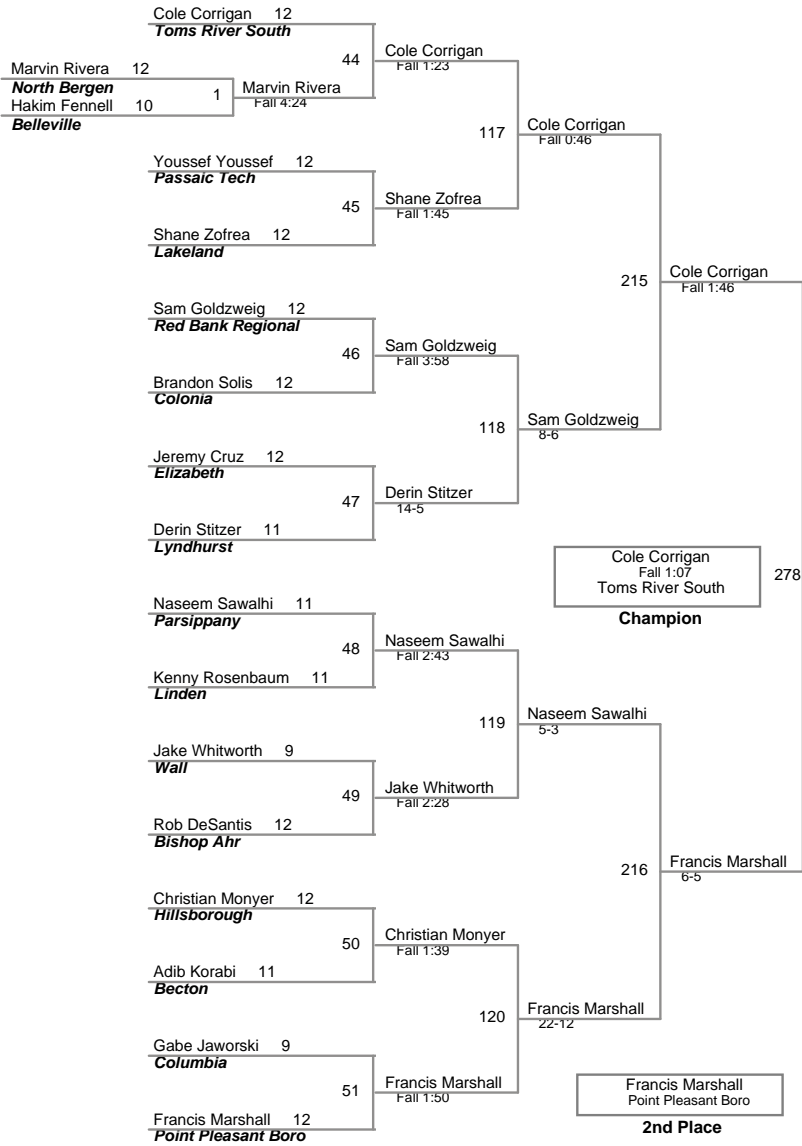 Cole Corrigan 12
Toms River South
44
Cole Corrigan
Fall 1:23
Marvin Rivera 12
North Bergen
1
Marvin Rivera
Fall 4:24
Hakim Fennell 10
Belleville
117
Cole Corrigan
Fall 0:46
Youssef Youssef 12
Passaic Tech
45
Shane Zofrea
Fall 1:45
Shane Zofrea 12
Lakeland
215
Cole Corrigan
Fall 1:46
Sam Goldzweig 12
Red Bank Regional
46
Sam Goldzweig
Fall 3:58
Brandon Solis 12
Colonia
118
Sam Goldzweig
8-6
Jeremy Cruz 12
Elizabeth
47
Derin Stitzer
14-5
Derin Stitzer 11
Lyndhurst
Cole Corrigan
Fall 1:07
Toms River South
278
Champion
Naseem Sawalhi 11
Parsippany
48
Naseem Sawalhi
Fall 2:43
Kenny Rosenbaum 11
Linden
119
Naseem Sawalhi
5-3
Jake Whitworth 9
Wall
49
Jake Whitworth
Fall 2:28
Rob DeSantis 12
Bishop Ahr
216
Francis Marshall
6-5
Christian Monyer 12
Hillsborough
50
Christian Monyer
Fall 1:39
Adib Korabi 11
Becton
120
Francis Marshall
22-12
Gabe Jaworski 9
Columbia
51
Francis Marshall
Fall 1:50
Francis Marshall 12
Point Pleasant Boro
Francis Marshall
Point Pleasant Boro
2nd Place